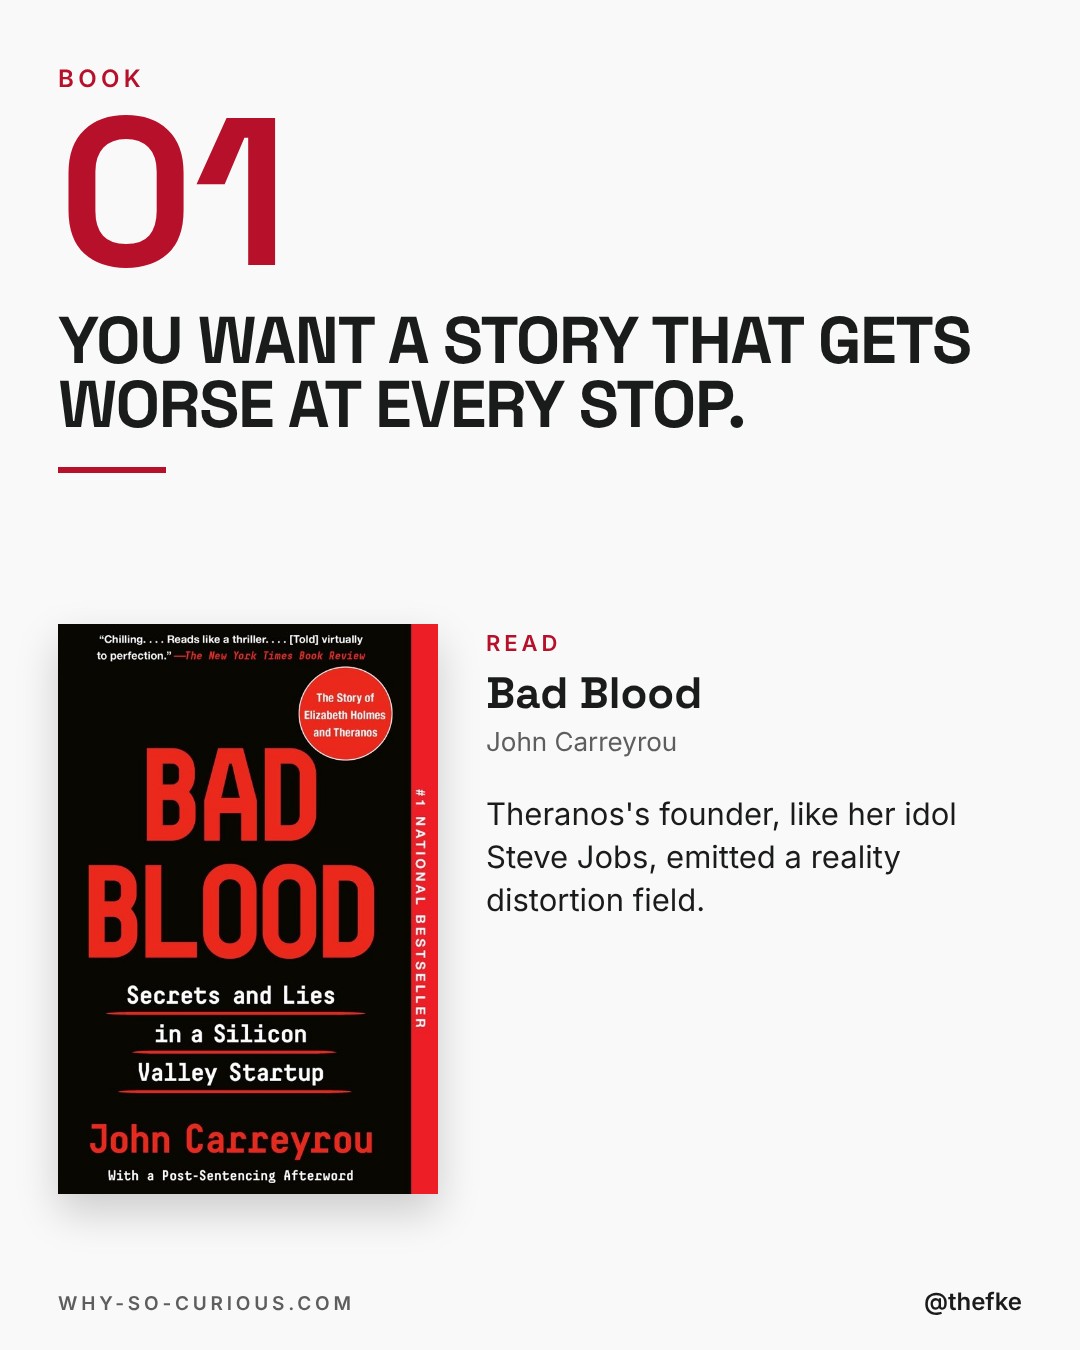 BOOK
01
YOU WANT A STORY THAT GETS
WORSE AT EVERY STOP.
“Chilling. . . . Reads like a thriller. . . . [Told] virtually
to perfection.” —The New York Times Book Review
The Story of
Elizabeth Holmes
and Theranos
BAD
BLOOD
#1 NATIONAL BESTSELLER
Secrets and Lies
in a Silicon
Valley Startup
John Carreyrou
With a Post-Sentencing Afterword
READ
Bad Blood
John Carreyrou
Theranos's founder, like her idol
Steve Jobs, emitted a reality
distortion field.
WHY-SO-CURIOUS.COM
@thefke